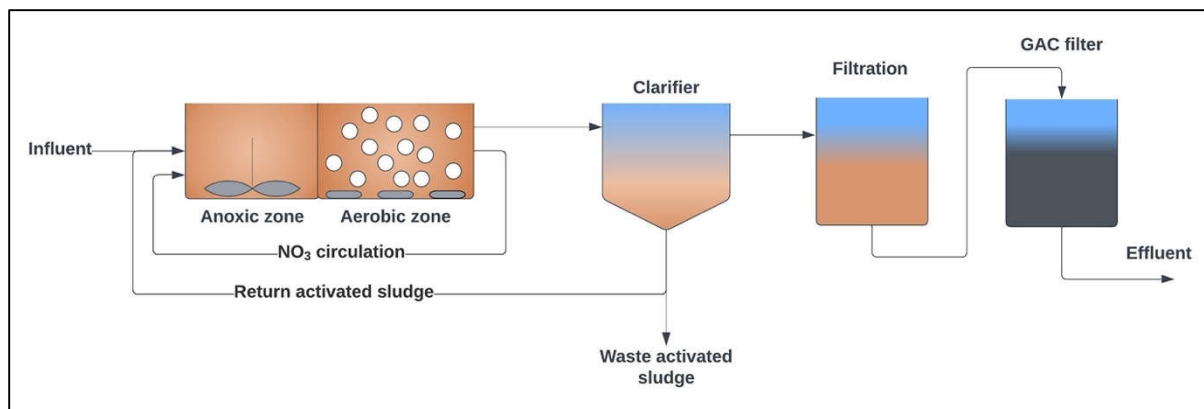 GAC filter
Filtration
Clarifier
Influent
Anoxic zone
Aerobic zone
NO₃ circulation
Return activated sludge
Effluent
Waste activated
sludge